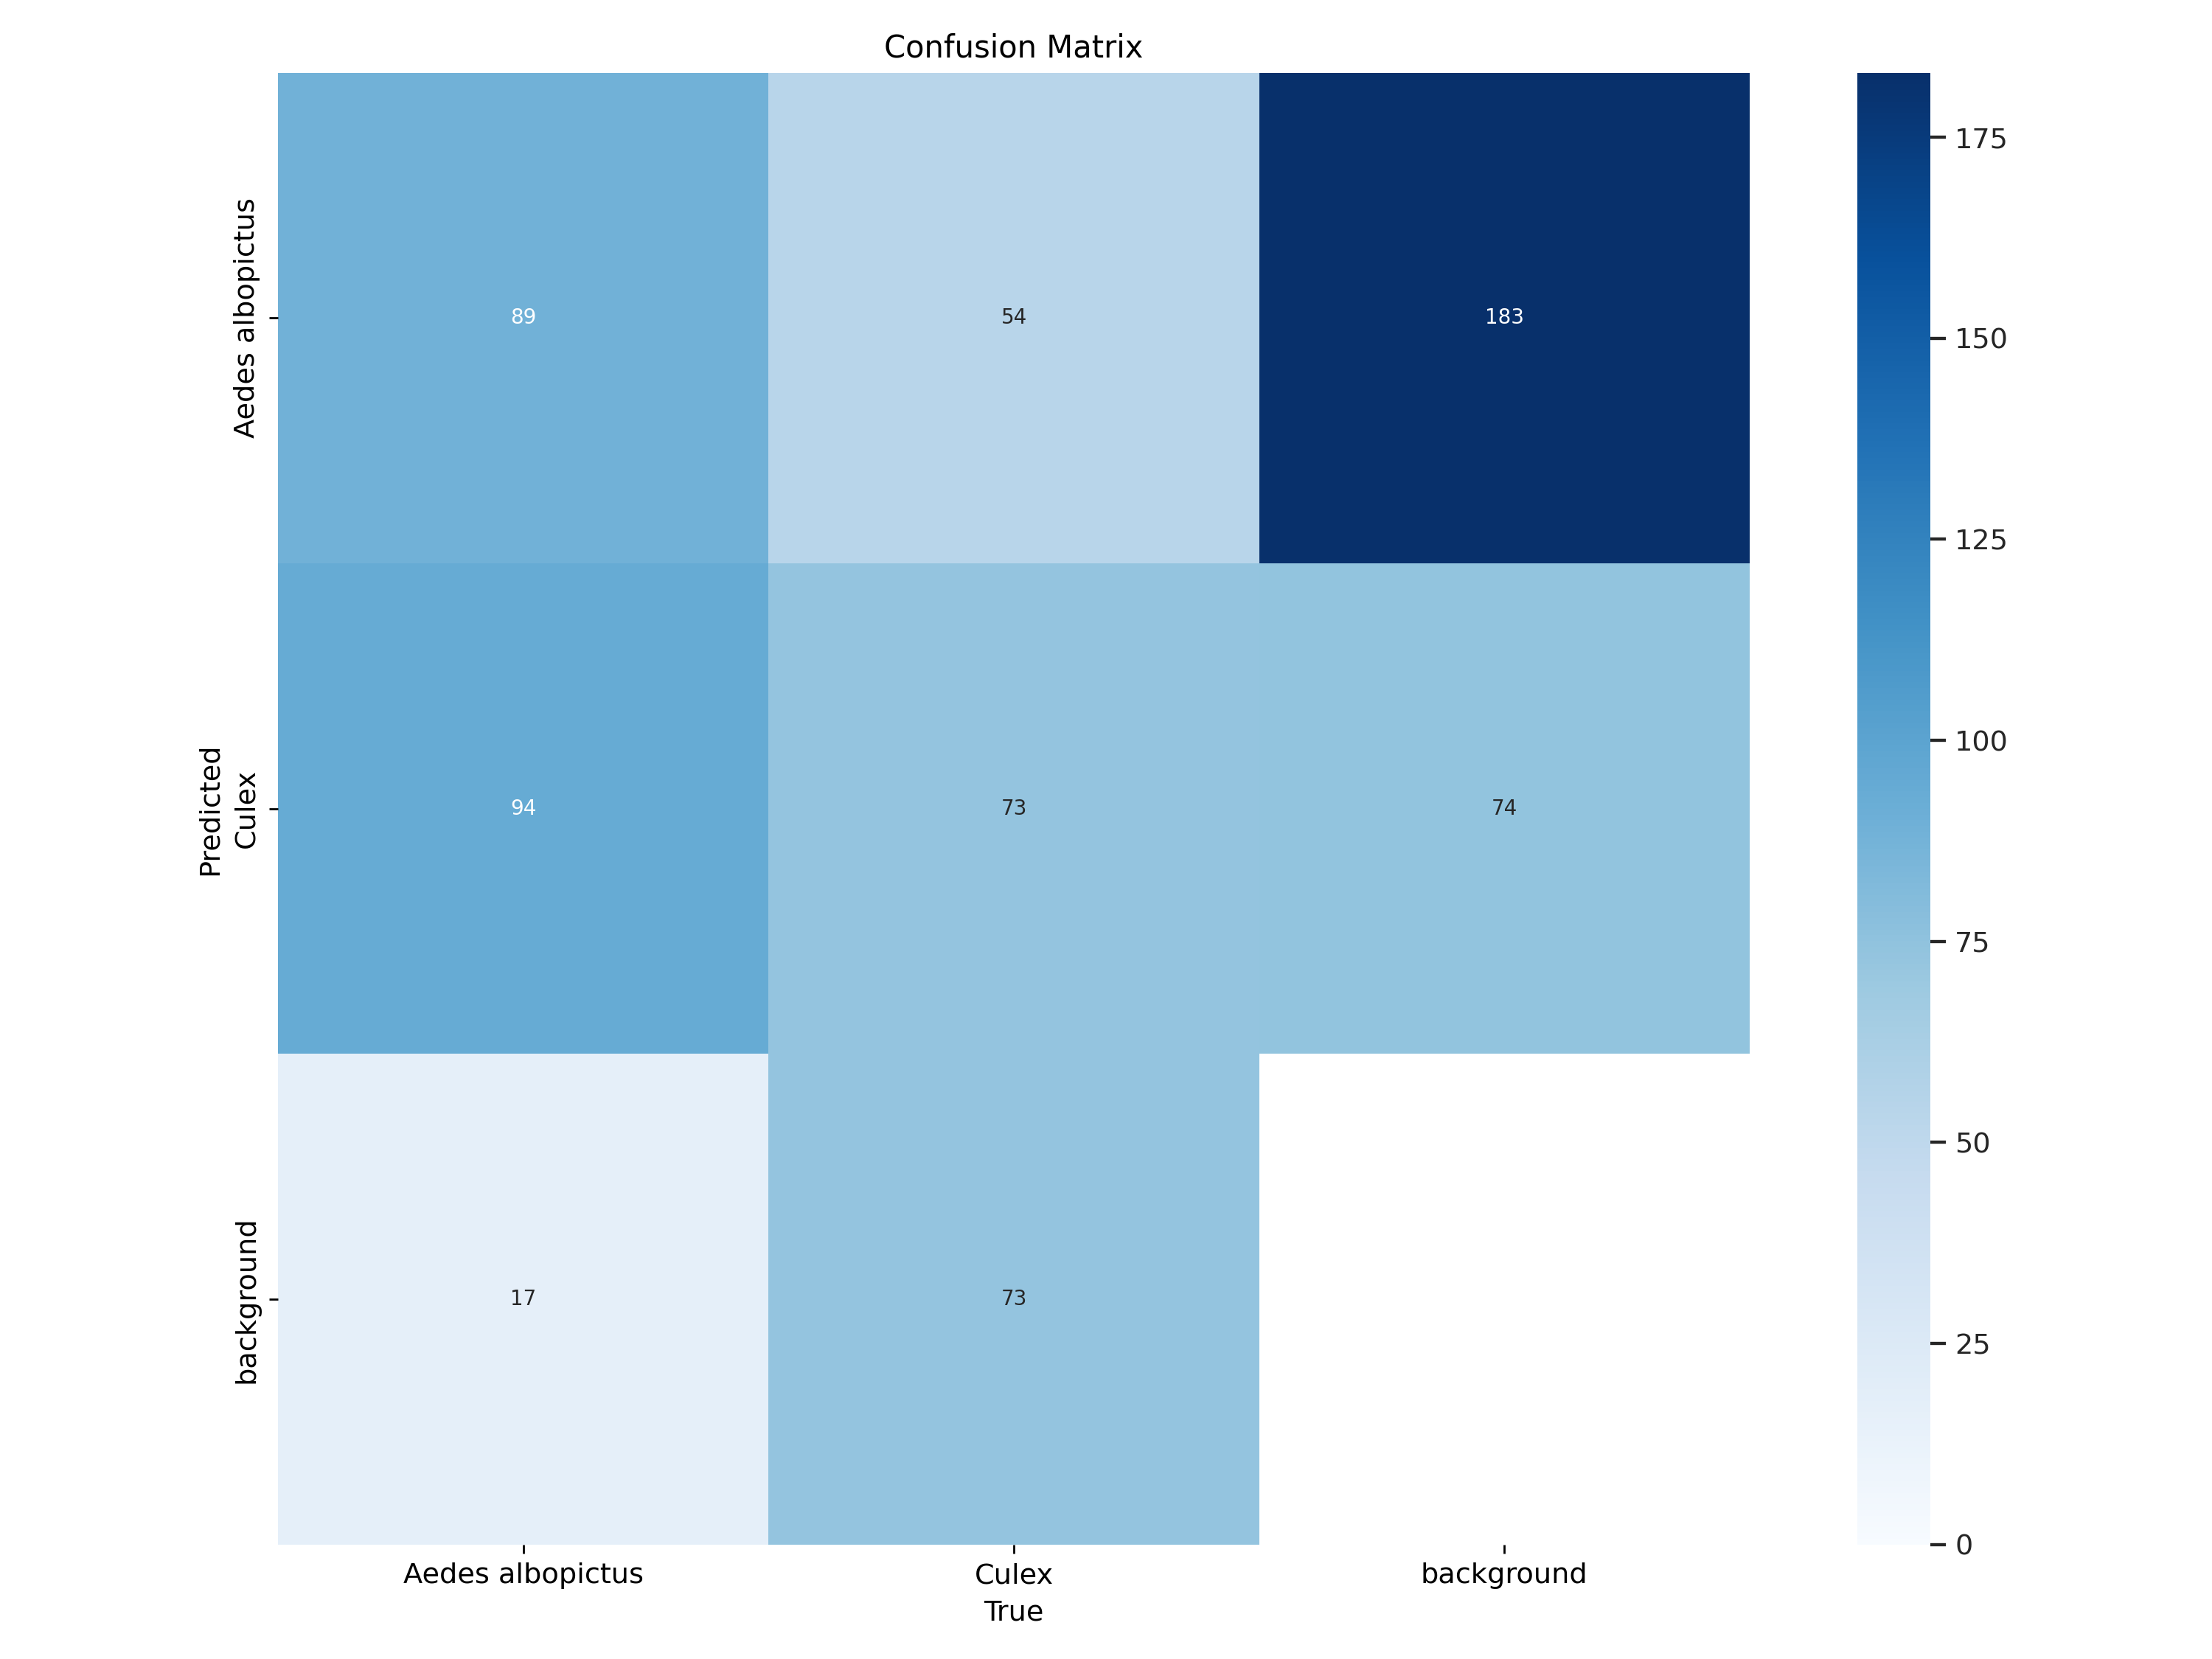 Confusion Matrix
Aedes albopictus
89
54
183
175
150
125
Predicted
Culex
94
73
74
100
75
50
background
17
73
25
0
Aedes albopictus
Culex
background
True